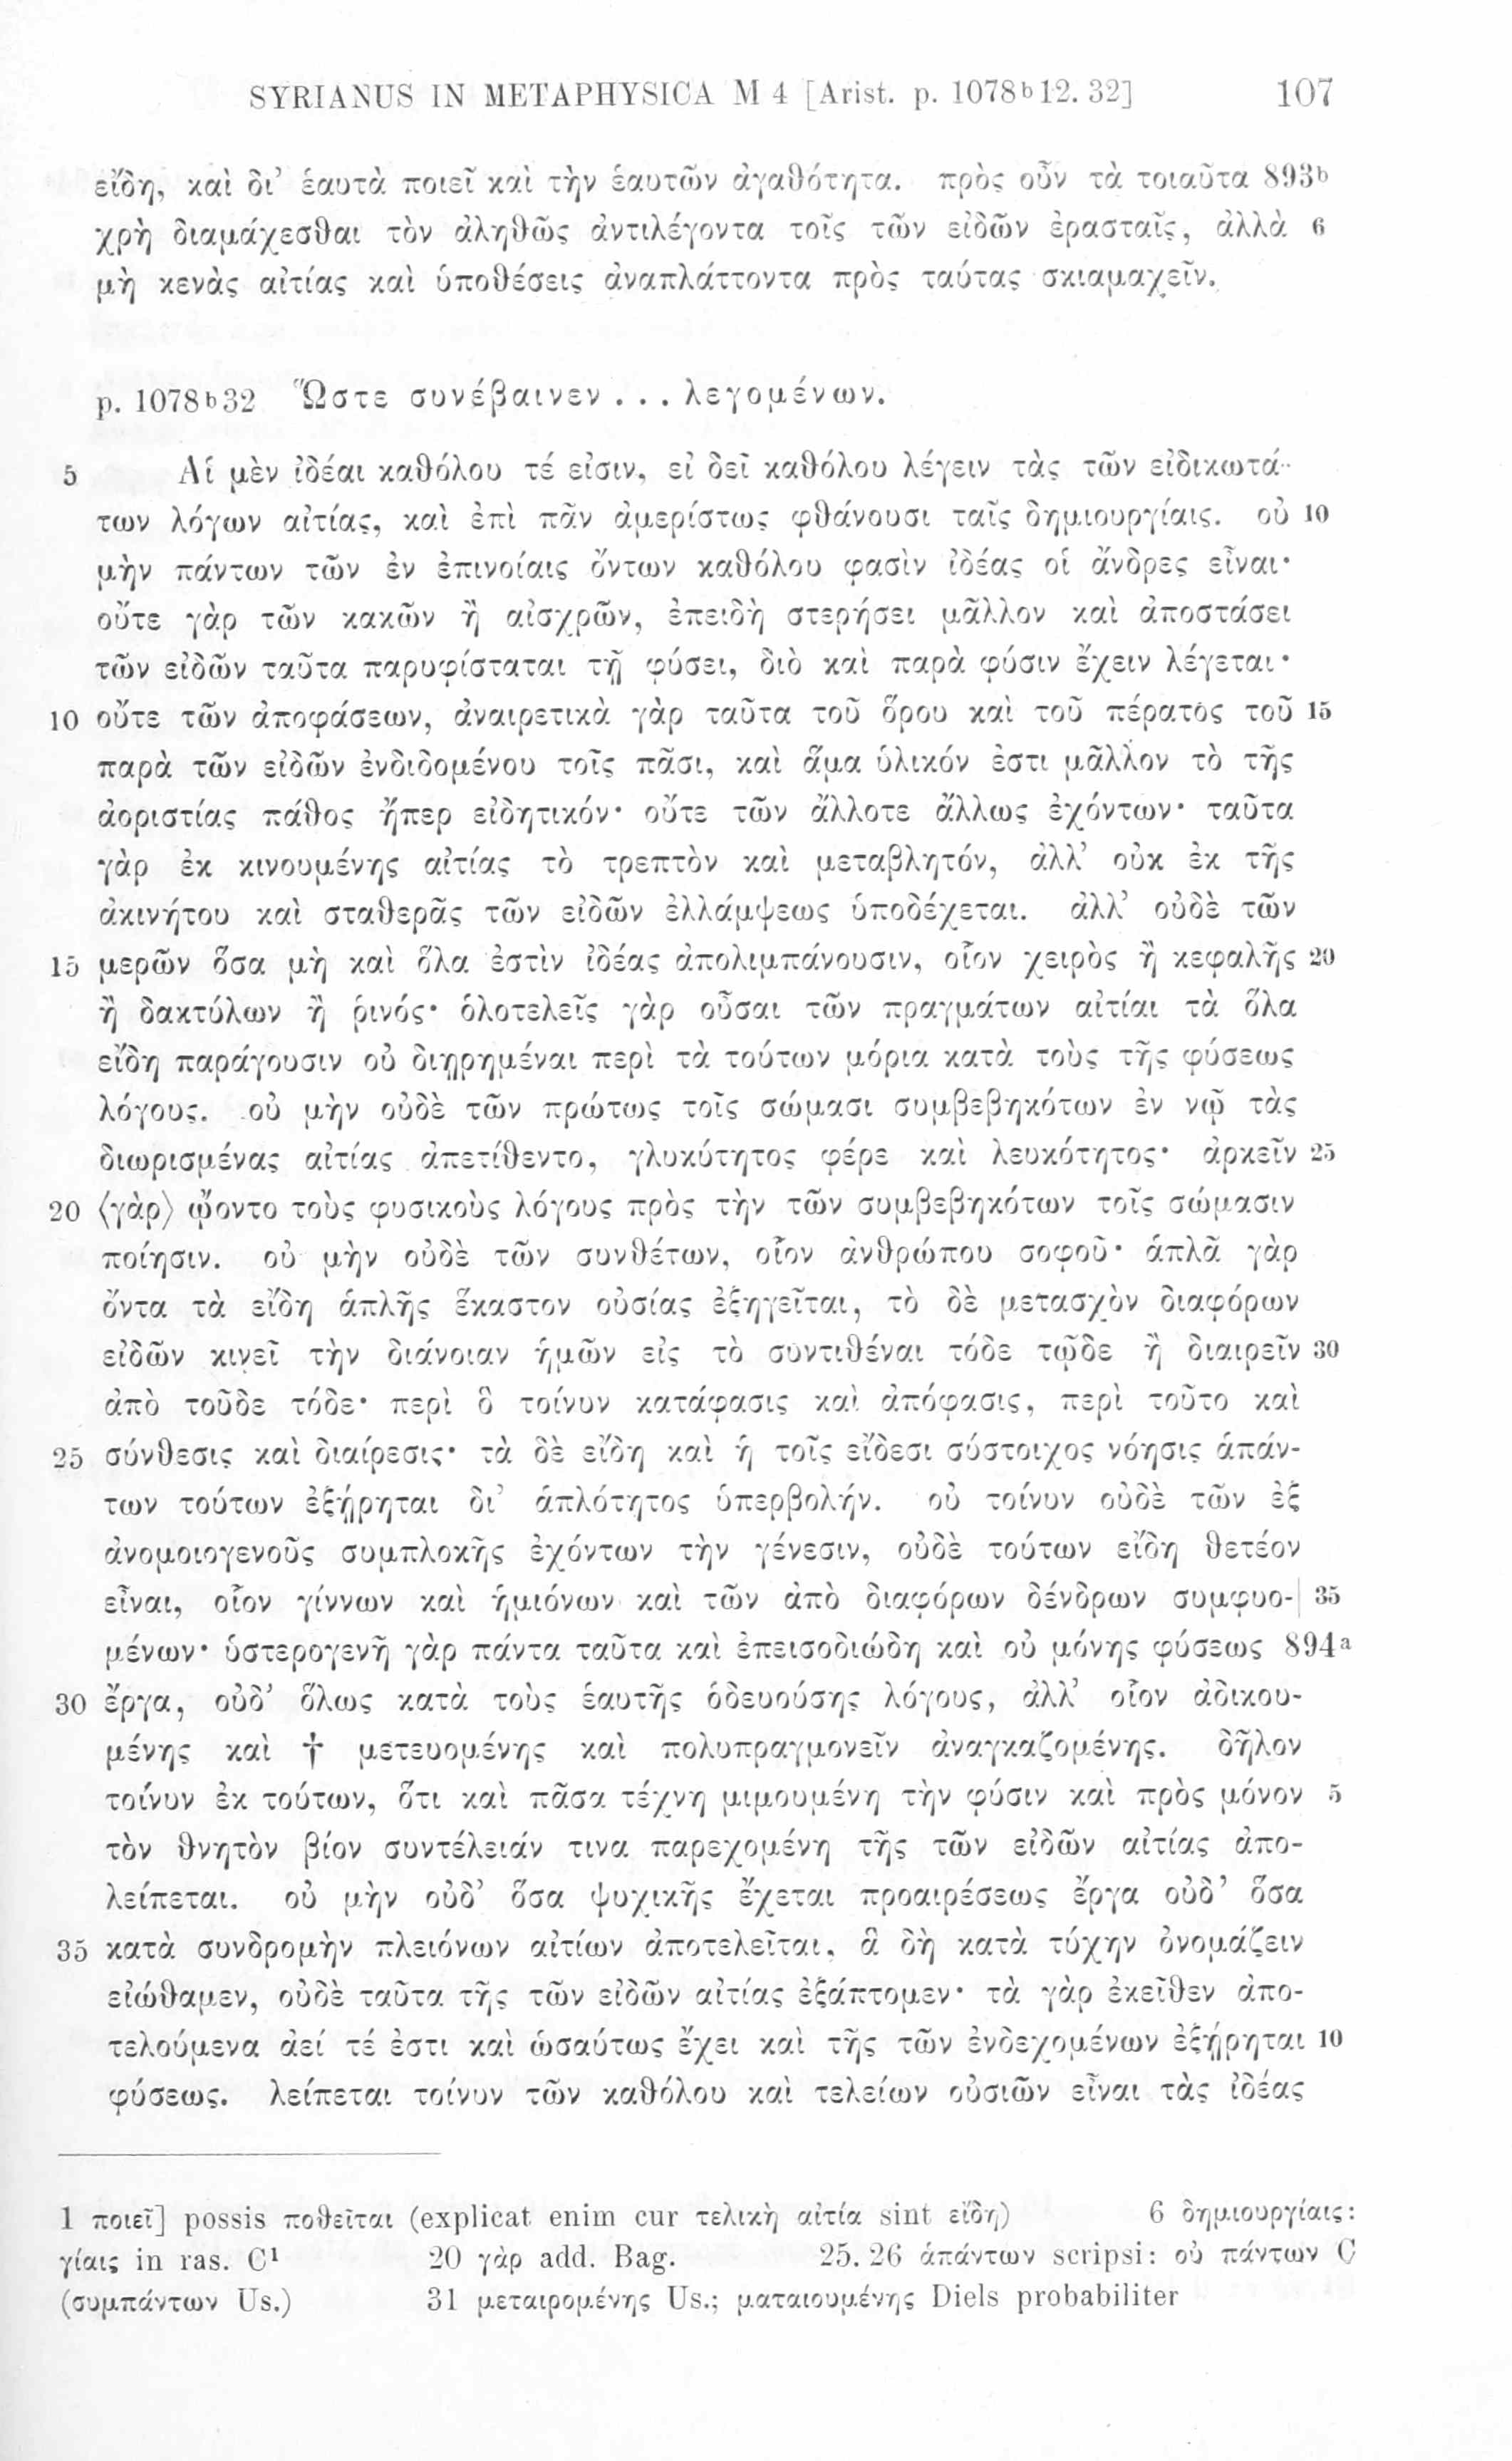 SYRIANUS IN METAPHYSICA M 4 [Arist. p. 1078ᵇ12. 32] 107
εἴδη, καὶ δι’ ἑαυτὰ ποιεῖ καὶ τὴν ἑαυτῶν ἀγαθότητα. πρὸς οὖν τὰ τοιαῦτα 893ᵇ
χρὴ διαμάχεσθαι τὸν ἀληθῶς ἀντιλέγοντα τοῖς τῶν εἰδῶν ἐρασταῖς, ἀλλὰ 6
μὴ κενὰς αἰτίας καὶ ὑποθέσεις ἀναπλάττοντα πρὸς ταύτας σκιαμαχεῖν.
p. 1078ᵇ32 Ὥστε συνέβαινεν . . . λεγομένων.
5 Αἱ μὲν ἰδέαι καθόλου τέ εἰσιν, εἰ δεῖ καθόλου λέγειν τὰς τῶν εἰδικωτά-
των λόγων αἰτίας, καὶ ἐπὶ πᾶν ἀμερίστως φθάνουσι ταῖς δημιουργίαις. οὐ 10
μὴν πάντων τῶν ἐν ἐπινοίαις ὄντων καθόλου φασὶν ἰδέας οἱ ἄνδρες εἶναι·
οὔτε γὰρ τῶν κακῶν ἢ αἰσχρῶν, ἐπειδὴ στερήσει μᾶλλον καὶ ἀποστάσει
τῶν εἰδῶν ταῦτα παρυφίσταται τῇ φύσει, διὸ καὶ παρὰ φύσιν ἔχειν λέγεται·
10 οὔτε τῶν ἀποφάσεων, ἀναιρετικὰ γὰρ ταῦτα τοῦ ὅρου καὶ τοῦ πέρατος τοῦ 15
παρὰ τῶν εἰδῶν ἐνδιδομένου τοῖς πᾶσι, καὶ ἅμα ὑλικόν ἐστι μᾶλλον τὸ τῆς
ἀοριστίας πάθος ἤπερ εἰδητικόν· οὔτε τῶν ἄλλοτε ἄλλως ἐχόντων· ταῦτα
γὰρ ἐκ κινουμένης αἰτίας τὸ τρεπτὸν καὶ μεταβλητόν, ἀλλ’ οὐκ ἐκ τῆς
ἀκινήτου καὶ σταθερᾶς τῶν εἰδῶν ἐλλάμψεως ὑποδέχεται. ἀλλ’ οὐδὲ τῶν
15 μερῶν ὅσα μὴ καὶ ὅλα ἐστὶν ἰδέας ἀπολιμπάνουσιν, οἷον χειρὸς ἢ κεφαλῆς 20
ἢ δακτύλων ἢ ῥινός· ὁλοτελεῖς γὰρ οὖσαι τῶν πραγμάτων αἰτίαι τὰ ὅλα
εἴδη παράγουσιν οὐ διῃρημέναι περὶ τὰ τούτων μόρια κατὰ τοὺς τῆς φύσεως
λόγους. οὐ μὴν οὐδὲ τῶν πρώτως τοῖς σώμασι συμβεβηκότων ἐν νῷ τὰς
διωρισμένας αἰτίας ἀπετίθεντο, γλυκύτητος φέρε καὶ λευκότητος· ἀρκεῖν 25
20 ⟨γὰρ⟩ ᾤοντο τοὺς φυσικοὺς λόγους πρὸς τὴν τῶν συμβεβηκότων τοῖς σώμασιν
ποίησιν. οὐ μὴν οὐδὲ τῶν συνθέτων, οἷον ἀνθρώπου σοφοῦ· ἁπλᾶ γὰρ
ὄντα τὰ εἴδη ἁπλῆς ἕκαστον οὐσίας ἐξηγεῖται, τὸ δὲ μετασχὸν διαφόρων
εἰδῶν κινεῖ τὴν διάνοιαν ἡμῶν εἰς τὸ συντιθέναι τόδε τῷδε ἢ διαιρεῖν 30
ἀπὸ τοῦδε τόδε· περὶ ὃ τοίνυν κατάφασις καὶ ἀπόφασις, περὶ τοῦτο καὶ
25 σύνθεσις καὶ διαίρεσις· τὰ δὲ εἴδη καὶ ἡ τοῖς εἴδεσι σύστοιχος νόησις ἁπάν-
των τούτων ἐξῄρηται δι’ ἁπλότητος ὑπερβολήν. οὐ τοίνυν οὐδὲ τῶν ἐξ
ἀνομοιογενοῦς συμπλοκῆς ἐχόντων τὴν γένεσιν, οὐδὲ τούτων εἴδη θετέον
εἶναι, οἷον γίννων καὶ ἡμιόνων καὶ τῶν ἀπὸ διαφόρων δένδρων συμφυο-| 35
μένων· ὑστερογενῆ γὰρ πάντα ταῦτα καὶ ἐπεισοδιώδη καὶ οὐ μόνης φύσεως 894ᵃ
30 ἔργα, οὐδ’ ὅλως κατὰ τοὺς ἑαυτῆς ὁδευούσης λόγους, ἀλλ’ οἷον ἀδικου-
μένης καὶ † μετευομένης καὶ πολυπραγμονεῖν ἀναγκαζομένης. δῆλον
τοίνυν ἐκ τούτων, ὅτι καὶ πᾶσα τέχνη μιμουμένη τὴν φύσιν καὶ πρὸς μόνον 5
τὸν θνητὸν βίον συντέλειάν τινα παρεχομένη τῆς τῶν εἰδῶν αἰτίας ἀπο-
λείπεται. οὐ μὴν οὐδ’ ὅσα ψυχικῆς ἔχεται προαιρέσεως ἔργα οὐδ’ ὅσα
35 κατὰ συνδρομὴν πλειόνων αἰτίων ἀποτελεῖται, ἃ δὴ κατὰ τύχην ὀνομάζειν
εἰώθαμεν, οὐδὲ ταῦτα τῆς τῶν εἰδῶν αἰτίας ἐξάπτομεν· τὰ γὰρ ἐκεῖθεν ἀπο-
τελούμενα ἀεί τέ ἐστι καὶ ὡσαύτως ἔχει καὶ τῆς τῶν ἐνδεχομένων ἐξῄρηται 10
φύσεως. λείπεται τοίνυν τῶν καθόλου καὶ τελείων οὐσιῶν εἶναι τὰς ἰδέας
1 ποιεῖ] possis ποθεῖται (explicat enim cur τελικὴ αἰτία sint εἴδη) 6 δημιουργίαις:
γίαις in ras. C¹ 20 γὰρ add. Bag. 25. 26 ἁπάντων scripsi: οὐ πάντων C
(συμπάντων Us.) 31 μεταιρομένης Us.; ματαιουμένης Diels probabiliter